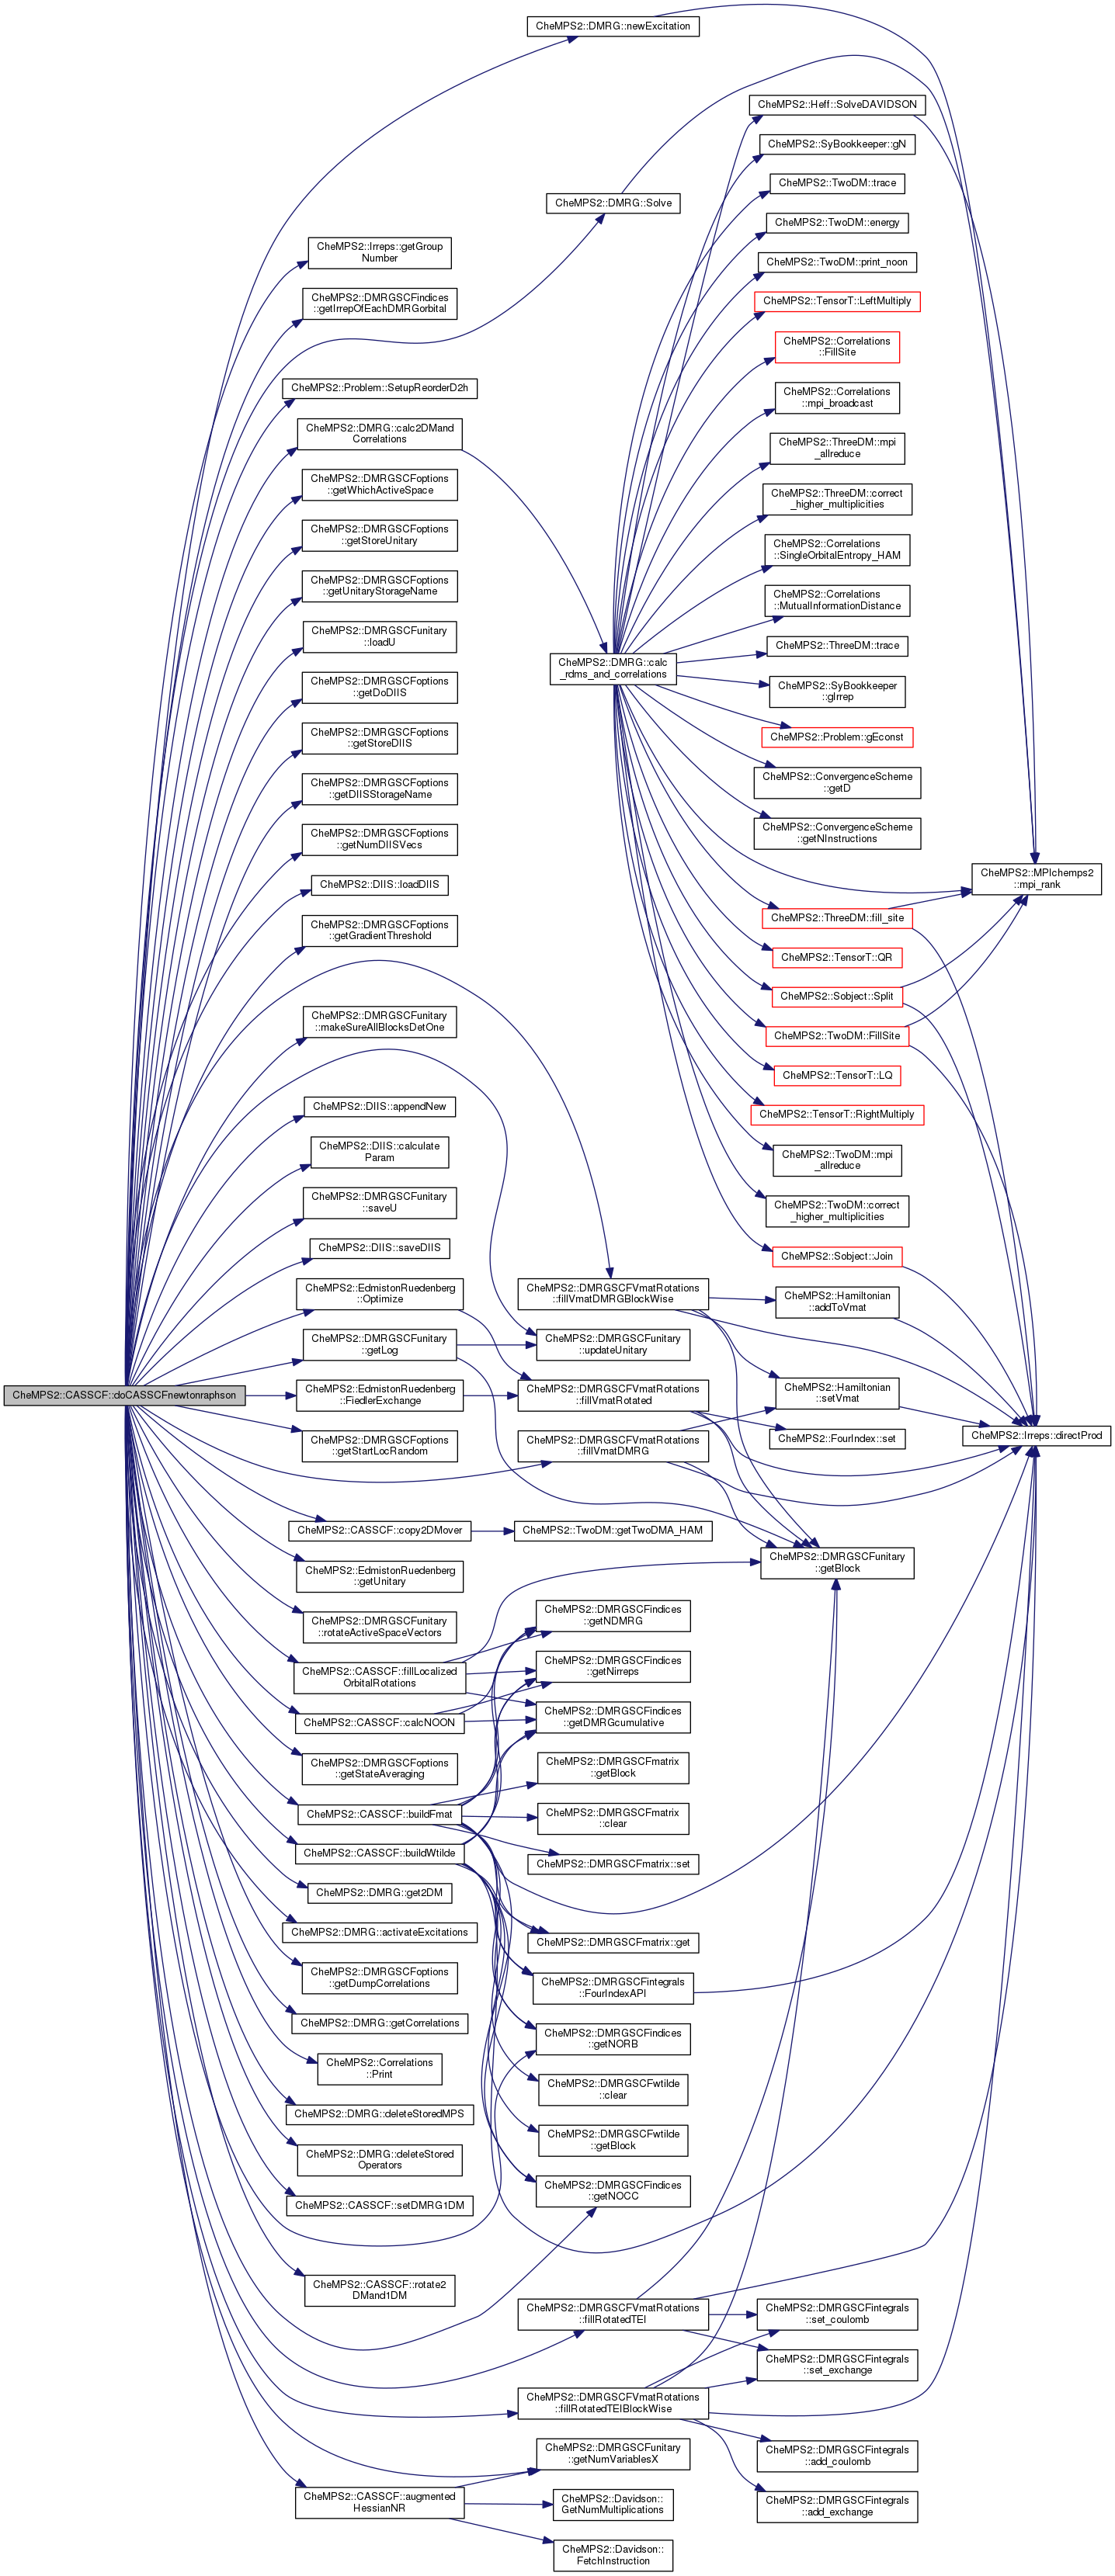 CheMPS2::DMRG::newExcitation
CheMPS2::Heff::SolveDAVIDSON
CheMPS2::SyBookkeeper::gN
CheMPS2::TwoDM::trace
CheMPS2::DMRG::Solve
CheMPS2::TwoDM::energy
CheMPS2::Irreps::getGroup
Number
CheMPS2::TwoDM::print_noon
CheMPS2::DMRGSCFindices
::getIrrepOfEachDMRGorbital
CheMPS2::TensorT::LeftMultiply
CheMPS2::Correlations
::FillSite
CheMPS2::Problem::SetupReorderD2h
CheMPS2::Correlations
::mpi_broadcast
CheMPS2::DMRG::calc2DMand
Correlations
CheMPS2::ThreeDM::mpi
_allreduce
CheMPS2::DMRGSCFoptions
::getWhichActiveSpace
CheMPS2::ThreeDM::correct
_higher_multiplicities
CheMPS2::DMRGSCFoptions
::getStoreUnitary
CheMPS2::Correlations
::SingleOrbitalEntropy_HAM
CheMPS2::DMRGSCFoptions
::getUnitaryStorageName
CheMPS2::Correlations
::MutualInformationDistance
CheMPS2::DMRGSCFunitary
::loadU
CheMPS2::ThreeDM::trace
CheMPS2::DMRG::calc
_rdms_and_correlations
CheMPS2::DMRGSCFoptions
::getDoDIIS
CheMPS2::SyBookkeeper
::gIrrep
CheMPS2::DMRGSCFoptions
::getStoreDIIS
CheMPS2::Problem::gEconst
CheMPS2::DMRGSCFoptions
::getDIISStorageName
CheMPS2::ConvergenceScheme
::getD
CheMPS2::DMRGSCFoptions
::getNumDIISVecs
CheMPS2::ConvergenceScheme
::getNInstructions
CheMPS2::DIIS::loadDIIS
CheMPS2::MPIchemps2
::mpi_rank
CheMPS2::DMRGSCFoptions
::getGradientThreshold
CheMPS2::ThreeDM::fill_site
CheMPS2::TensorT::QR
CheMPS2::Sobject::Split
CheMPS2::DMRGSCFunitary
::makeSureAllBlocksDetOne
CheMPS2::TwoDM::FillSite
CheMPS2::TensorT::LQ
CheMPS2::DIIS::appendNew
CheMPS2::TensorT::RightMultiply
CheMPS2::DIIS::calculate
Param
CheMPS2::TwoDM::mpi
_allreduce
CheMPS2::DMRGSCFunitary
::saveU
CheMPS2::TwoDM::correct
_higher_multiplicities
CheMPS2::DIIS::saveDIIS
CheMPS2::Sobject::Join
CheMPS2::EdmistonRuedenberg
::Optimize
CheMPS2::DMRGSCFVmatRotations
::fillVmatDMRGBlockWise
CheMPS2::Hamiltonian
::addToVmat
CheMPS2::DMRGSCFunitary
::getLog
CheMPS2::DMRGSCFunitary
::updateUnitary
CheMPS2::CASSCF::doCASSCFnewtonraphson
CheMPS2::EdmistonRuedenberg
::FiedlerExchange
CheMPS2::DMRGSCFVmatRotations
::fillVmatRotated
CheMPS2::Hamiltonian
::setVmat
CheMPS2::DMRGSCFoptions
::getStartLocRandom
CheMPS2::DMRGSCFVmatRotations
::fillVmatDMRG
CheMPS2::FourIndex::set
CheMPS2::Irreps::directProd
CheMPS2::CASSCF::copy2DMover
CheMPS2::TwoDM::getTwoDMA_HAM
CheMPS2::DMRGSCFunitary
::getBlock
CheMPS2::EdmistonRuedenberg
::getUnitary
CheMPS2::DMRGSCFunitary
::rotateActiveSpaceVectors
CheMPS2::DMRGSCFindices
::getNDMRG
CheMPS2::CASSCF::fillLocalized
OrbitalRotations
CheMPS2::DMRGSCFindices
::getNirreps
CheMPS2::CASSCF::calcNOON
CheMPS2::DMRGSCFindices
::getDMRGcumulative
CheMPS2::DMRGSCFoptions
::getStateAveraging
CheMPS2::DMRGSCFmatrix
::getBlock
CheMPS2::CASSCF::buildFmat
CheMPS2::DMRGSCFmatrix
::clear
CheMPS2::CASSCF::buildWtilde
CheMPS2::DMRGSCFmatrix::set
CheMPS2::DMRG::get2DM
CheMPS2::DMRG::activateExcitations
CheMPS2::DMRGSCFmatrix::get
CheMPS2::DMRGSCFoptions
::getDumpCorrelations
CheMPS2::DMRGSCFintegrals
::FourIndexAPI
CheMPS2::DMRG::getCorrelations
CheMPS2::DMRGSCFindices
::getNORB
CheMPS2::Correlations
::Print
CheMPS2::DMRGSCFwtilde
::clear
CheMPS2::DMRG::deleteStoredMPS
CheMPS2::DMRGSCFwtilde
::getBlock
CheMPS2::DMRG::deleteStored
Operators
CheMPS2::DMRGSCFindices
::getNOCC
CheMPS2::CASSCF::setDMRG1DM
CheMPS2::CASSCF::rotate2
DMand1DM
CheMPS2::DMRGSCFVmatRotations
::fillRotatedTEI
CheMPS2::DMRGSCFintegrals
::set_coulomb
CheMPS2::DMRGSCFintegrals
::set_exchange
CheMPS2::DMRGSCFVmatRotations
::fillRotatedTEIBlockWise
CheMPS2::DMRGSCFintegrals
::add_coulomb
CheMPS2::DMRGSCFunitary
::getNumVariablesX
CheMPS2::CASSCF::augmented
HessianNR
CheMPS2::Davidson::
GetNumMultiplications
CheMPS2::DMRGSCFintegrals
::add_exchange
CheMPS2::Davidson::
FetchInstruction